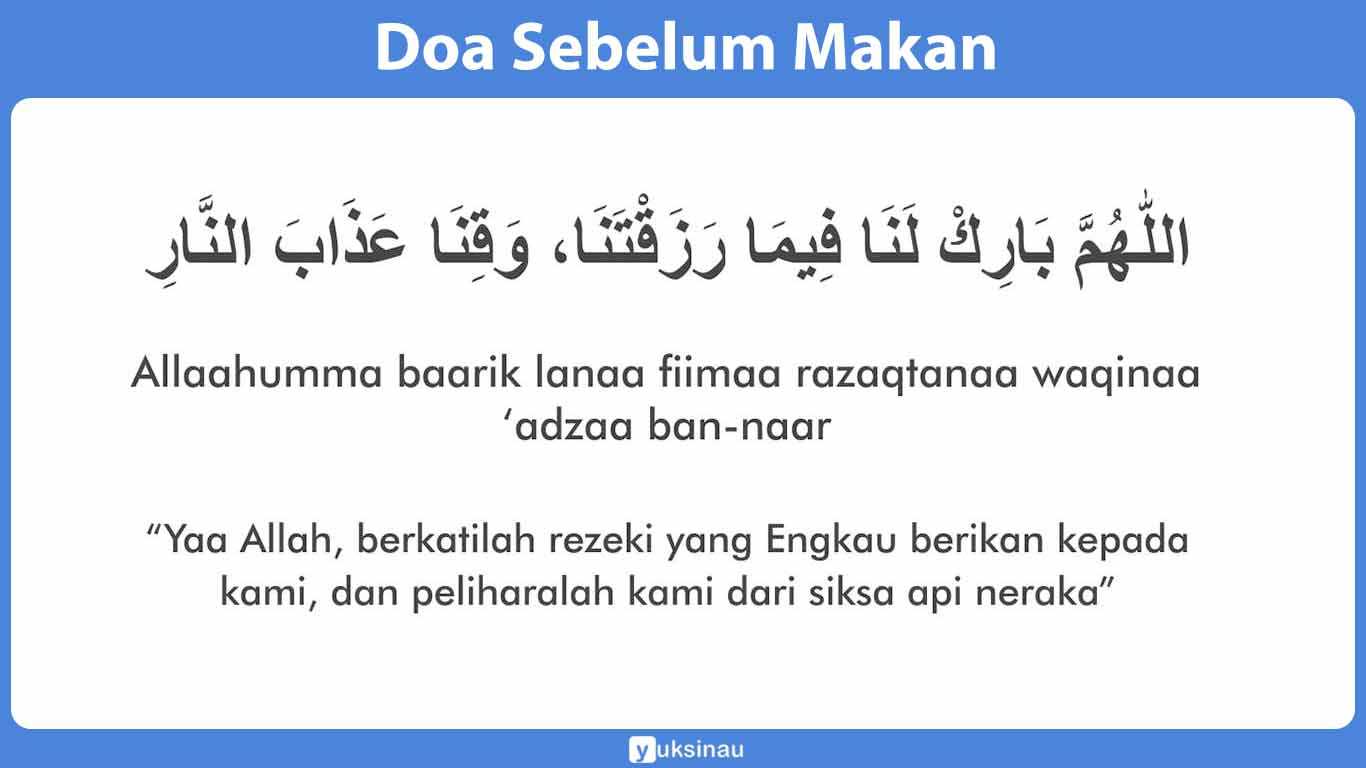 Doa Sebelum Makan
اللّٰهُمَّ بَارِكْ لَنَا فِيمَا رَزَقْتَنَا، وَقِنَا عَذَابَ النَّارِ
Allaahumma baarik lanaa fiimaa razaqtanaa waqinaa
‘adzaa ban-naar
“Yaa Allah, berkatilah rezeki yang Engkau berikan kepada
kami, dan peliharalah kami dari siksa api neraka”
yuksinau